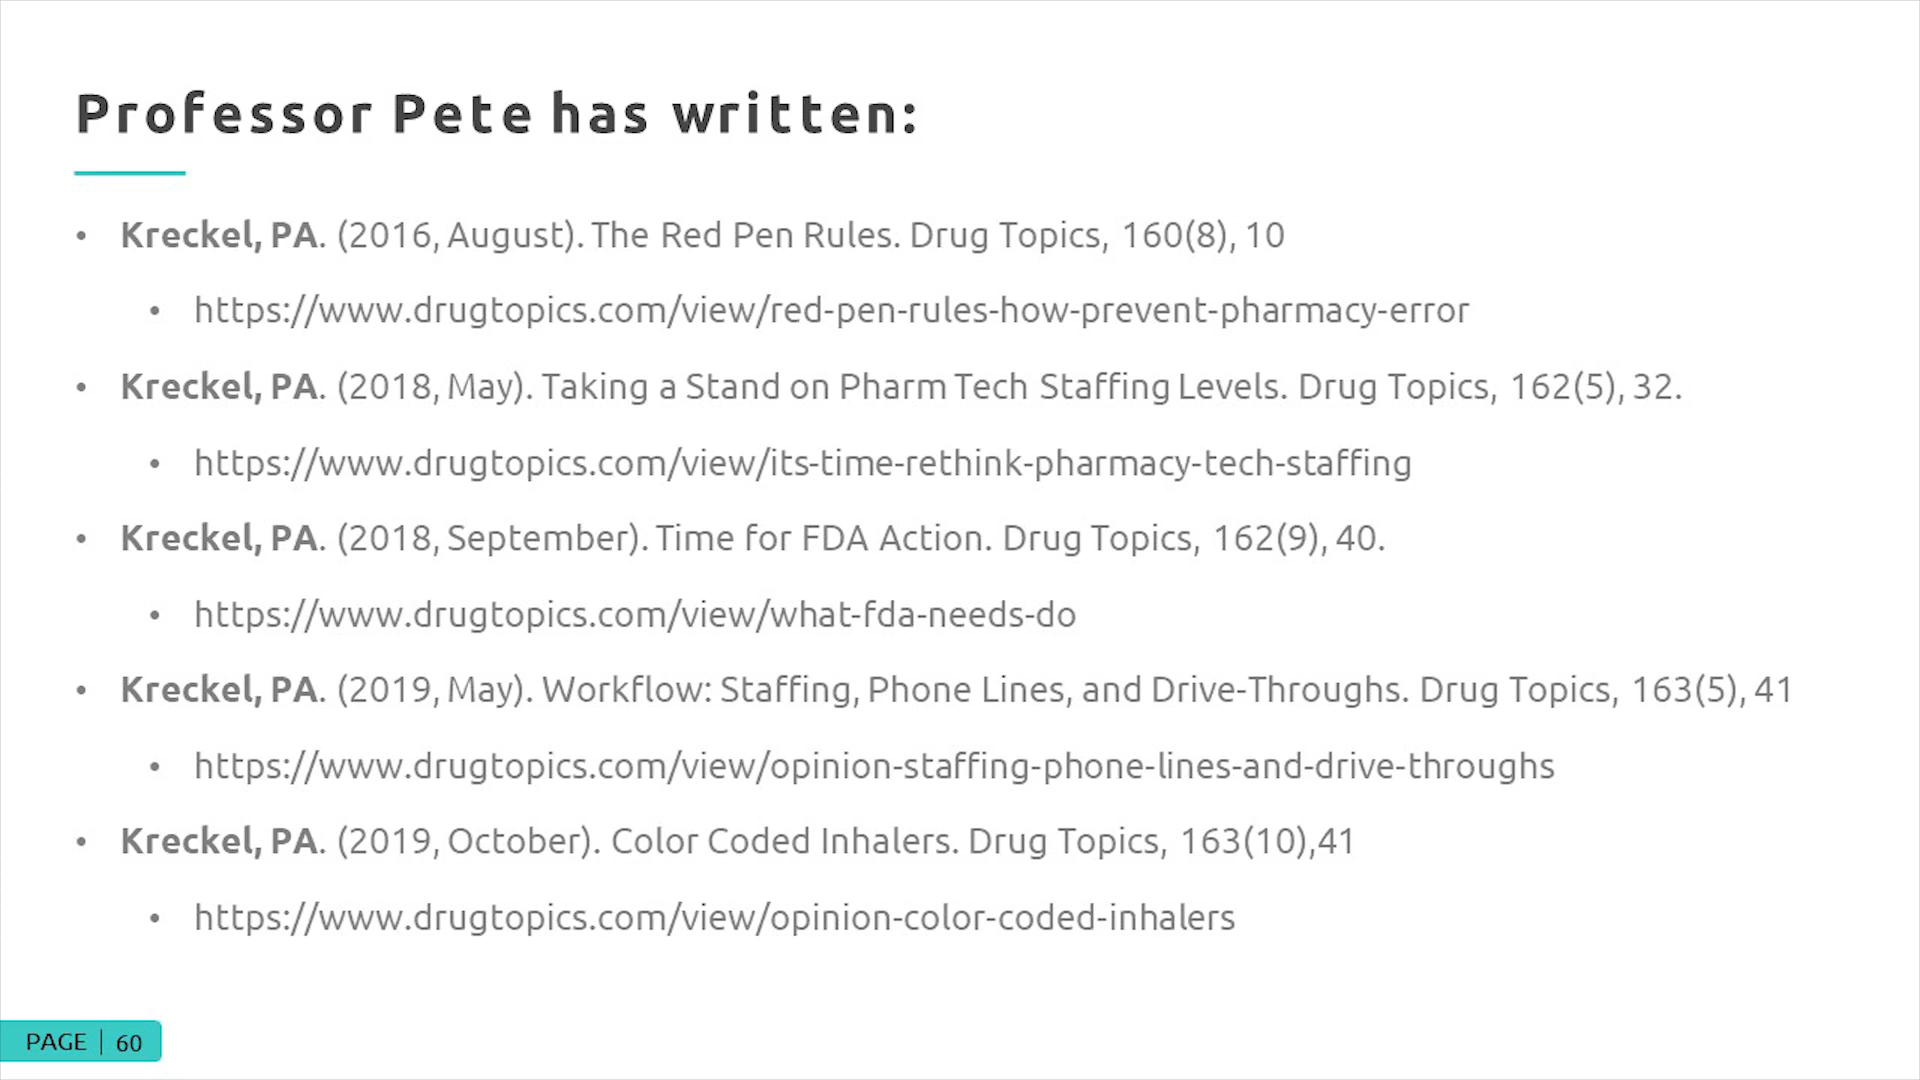 Professor Pete has written:
• Kreckel, PA. (2016, August). The Red Pen Rules. Drug Topics, 160(8), 10
• https://www.drugtopics.com/view/red-pen-rules-how-prevent-pharmacy-error
• Kreckel, PA. (2018, May). Taking a Stand on Pharm Tech Staffing Levels. Drug Topics, 162(5), 32.
• https://www.drugtopics.com/view/its-time-rethink-pharmacy-tech-staffing
• Kreckel, PA. (2018, September). Time for FDA Action. Drug Topics, 162(9), 40.
• https://www.drugtopics.com/view/what-fda-needs-do
• Kreckel, PA. (2019, May). Workflow: Staffing, Phone Lines, and Drive-Throughs. Drug Topics, 163(5), 41
• https://www.drugtopics.com/view/opinion-staffing-phone-lines-and-drive-throughs
• Kreckel, PA. (2019, October). Color Coded Inhalers. Drug Topics, 163(10),41
• https://www.drugtopics.com/view/opinion-color-coded-inhalers
PAGE | 60